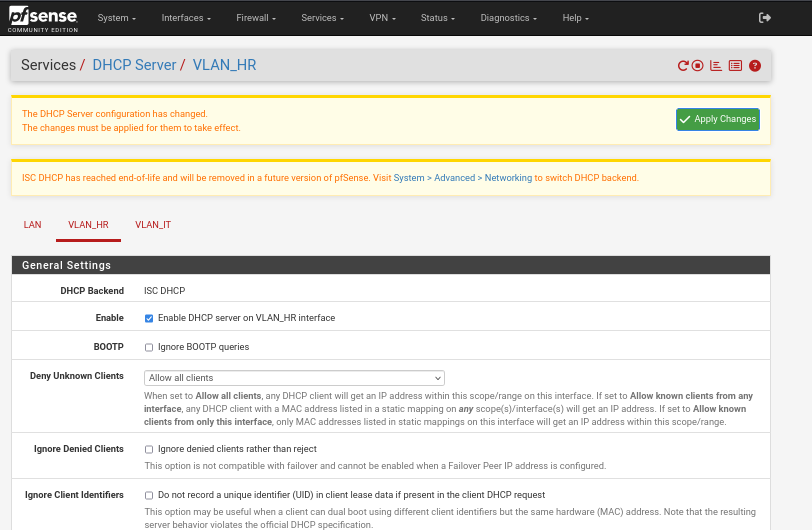 pfsense
COMMUNITY EDITION
System
Interfaces
Firewall
Services
VPN
Status
Diagnostics
Help
Services / DHCP Server / VLAN_HR
The DHCP Server configuration has changed.
The changes must be applied for them to take effect.
Apply Changes
ISC DHCP has reached end-of-life and will be removed in a future version of pfSense. Visit System > Advanced > Networking to switch DHCP backend.
LAN
VLAN_HR
VLAN_IT
General Settings
DHCP Backend
ISC DHCP
Enable
Enable DHCP server on VLAN_HR interface
BOOTP
Ignore BOOTP queries
Deny Unknown Clients
Allow all clients
When set to Allow all clients, any DHCP client will get an IP address within this scope/range on this interface. If set to Allow known clients from any
interface, any DHCP client with a MAC address listed in a static mapping on any scope(s)/interface(s) will get an IP address. If set to Allow known
clients from only this interface, only MAC addresses listed in static mappings on this interface will get an IP address within this scope/range.
Ignore Denied Clients
Ignore denied clients rather than reject
This option is not compatible with failover and cannot be enabled when a Failover Peer IP address is configured.
Ignore Client Identifiers
Do not record a unique identifier (UID) in client lease data if present in the client DHCP request
This option may be useful when a client can dual boot using different client identifiers but the same hardware (MAC) address. Note that the resulting
server behavior violates the official DHCP specification.